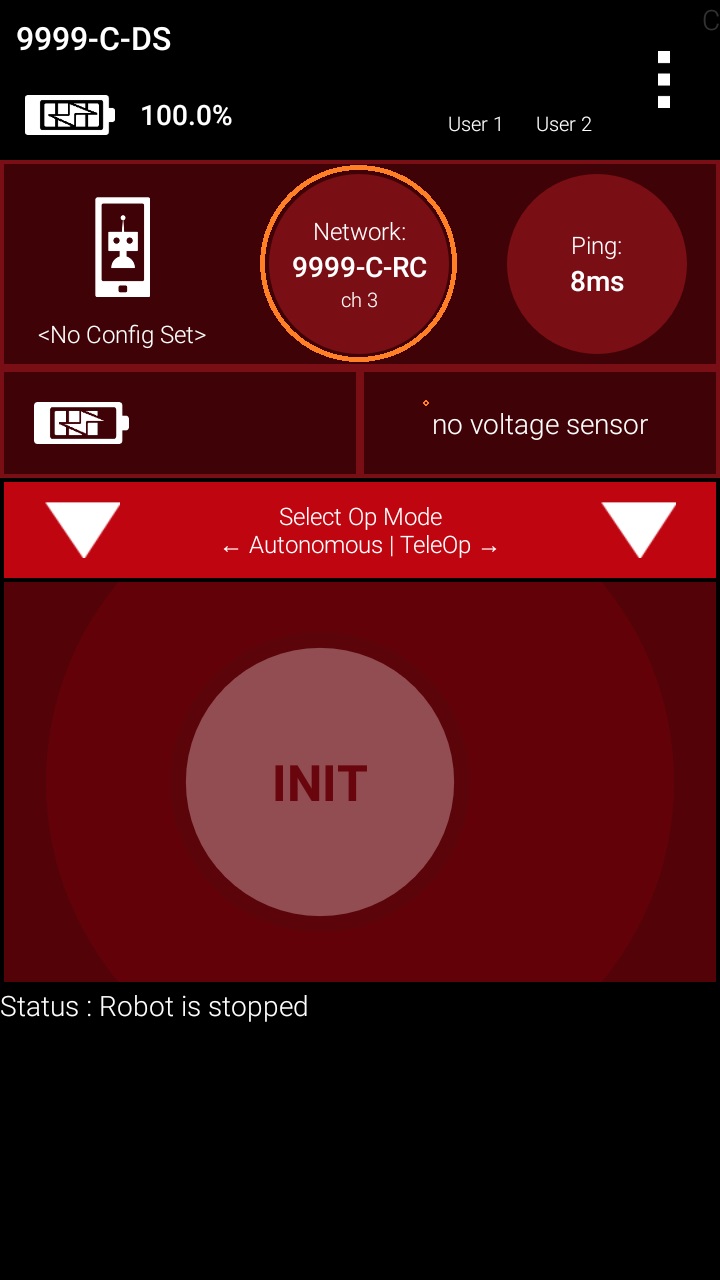 C
9999-C-DS
100.0%
User 1 User 2
Network:
9999-C-RC
ch 3
Ping:
8ms
<No Config Set>
no voltage sensor
Select Op Mode
← Autonomous | TeleOp →
INIT
Status : Robot is stopped